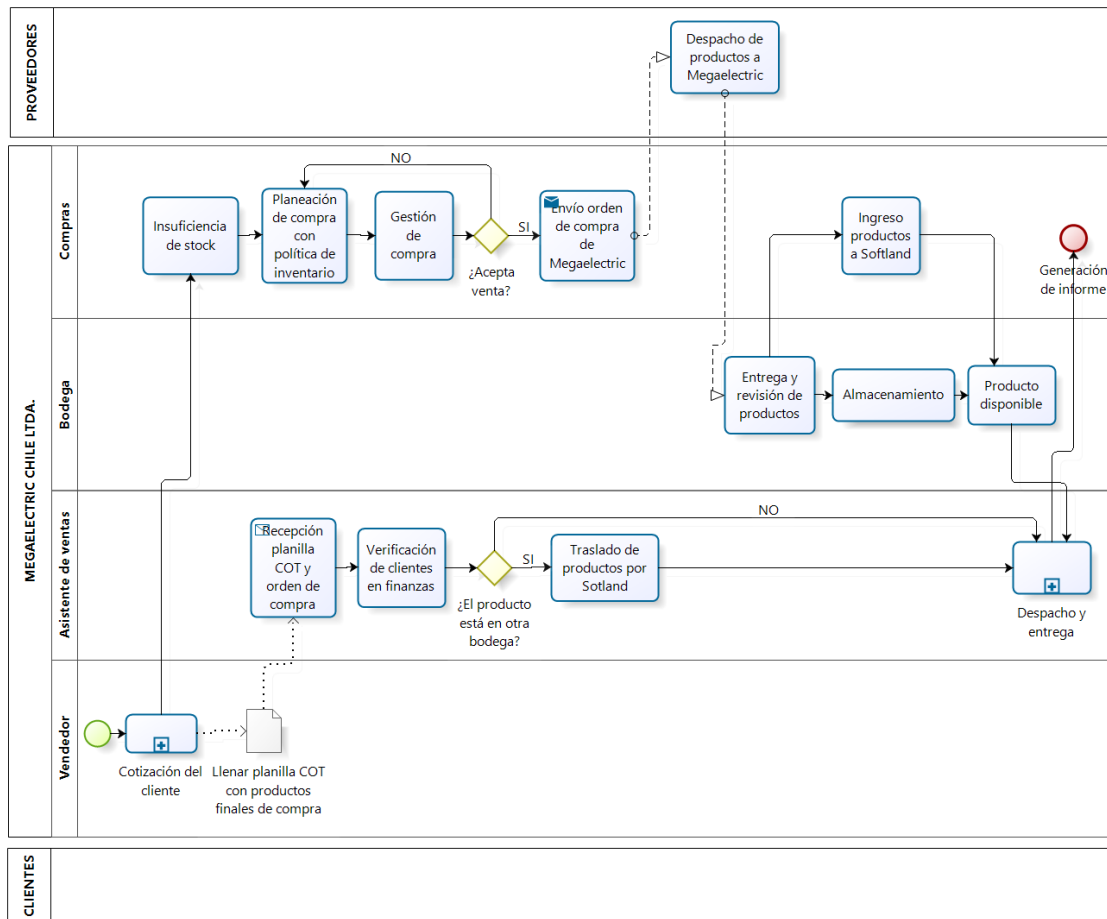 PROVEEDORES
Despacho de
productos a
Megaelectric
MEGAELECTRIC CHILE LTDA.
Compras
NO
Insuficiencia
de stock
Planeación
de compra
con
política de
inventario
Gestión
de
compra
¿Acepta
venta?
SI
Envío orden
de compra
de
Megaelectric
Ingreso
productos
a Softland
Generación
de informe
Bodega
Entrega y
revisión de
productos
Almacenamiento
Producto
disponible
Asistente de ventas
Recepción
planilla
COT y
orden de
compra
Verificación
de clientes
en finanzas
NO
¿El producto
está en otra
bodega?
SI
Traslado de
productos por
Sotland
Despacho y
entrega
Vendedor
Cotización del
cliente
Llenar planilla COT
con productos
finales de compra
CLIENTES